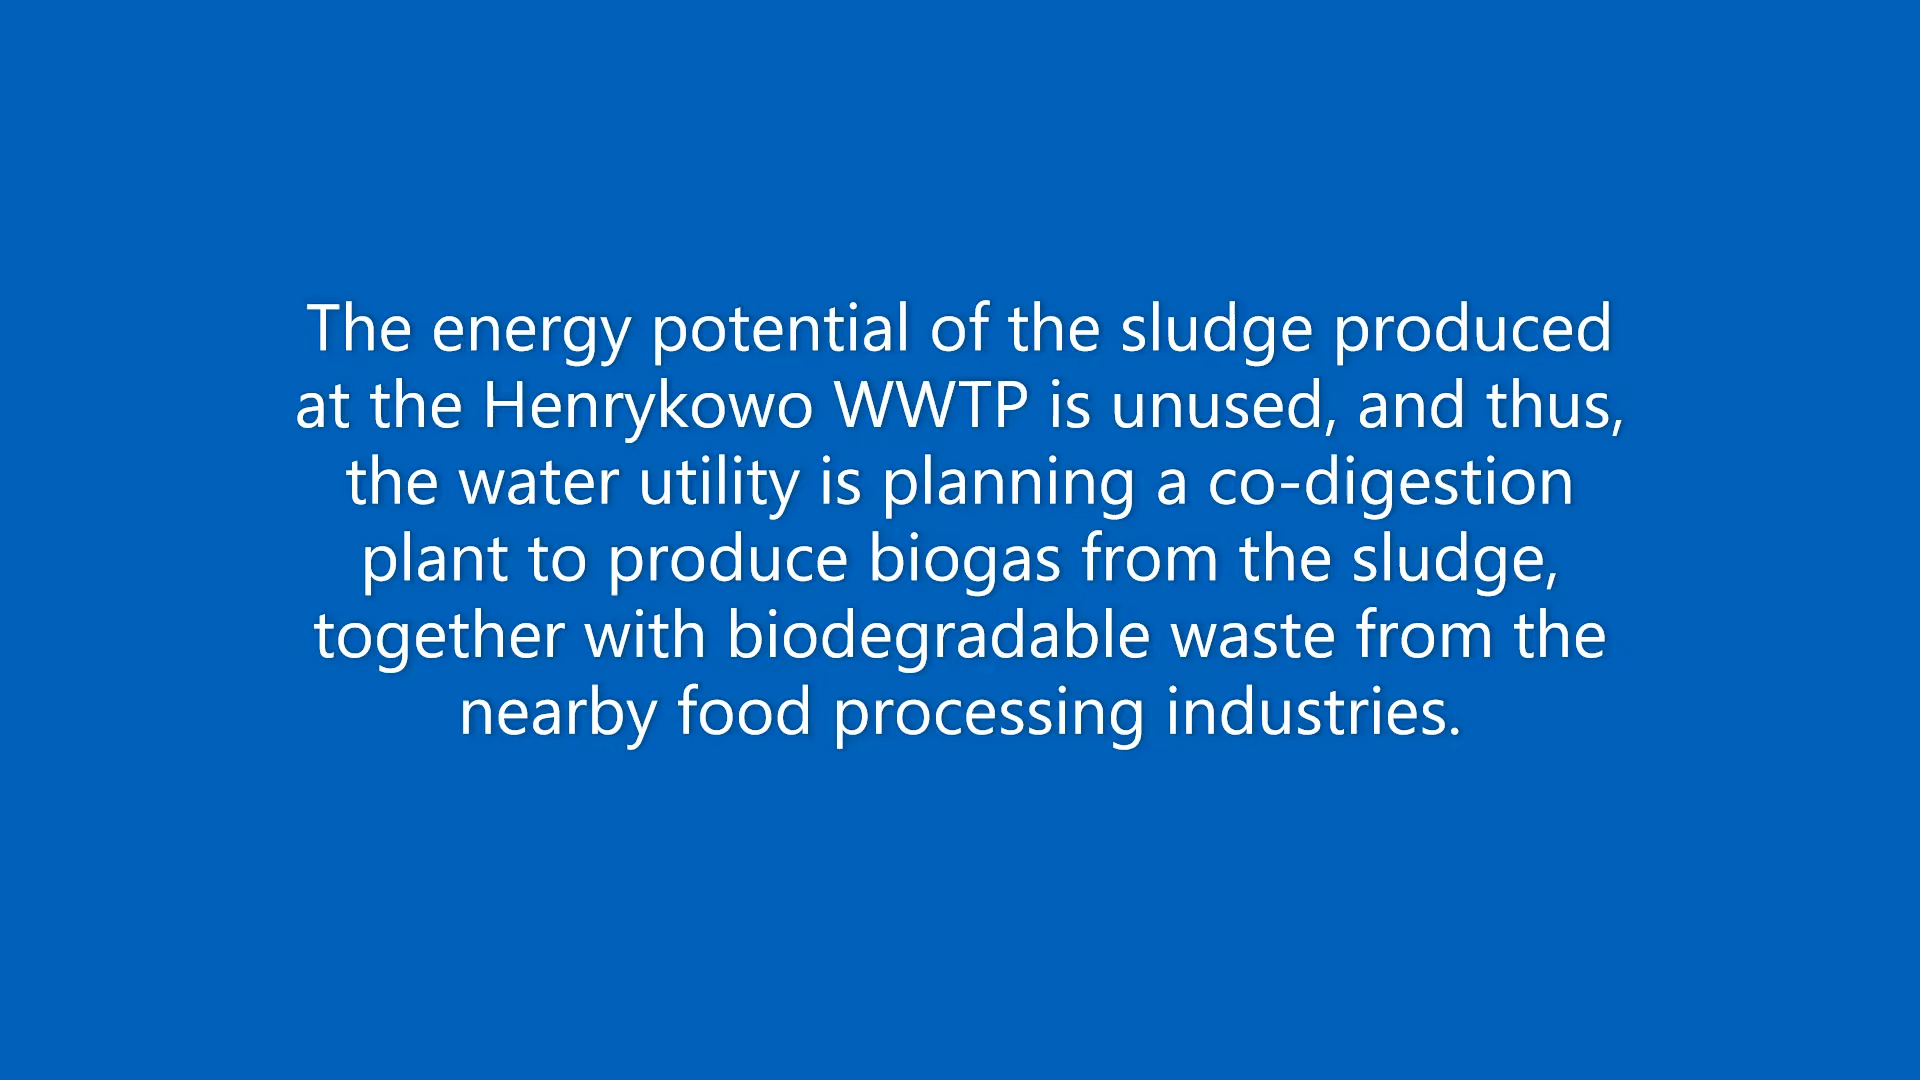 The energy potential of the sludge produced
at the Henrykowo WWTP is unused, and thus,
the water utility is planning a co-digestion
plant to produce biogas from the sludge,
together with biodegradable waste from the
nearby food processing industries.